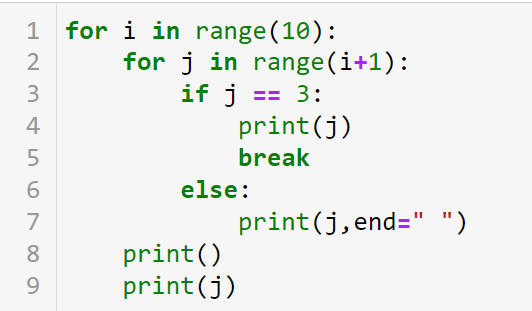 1 for i in range(10):
2     for j in range(i+1):
3         if j == 3:
4             print(j)
5             break
6         else:
7             print(j,end=" ")
8     print()
9     print(j)